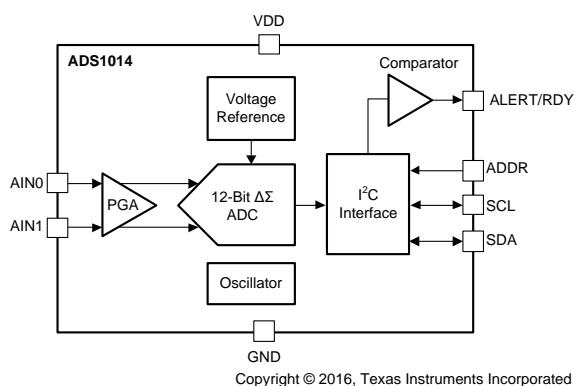 VDD
ADS1014
Comparator
Voltage
Reference
ALERT/RDY
ADDR
AIN0
PGA
12-Bit ΔΣ
ADC
I²C
Interface
SCL
AIN1
SDA
Oscillator
GND
Copyright © 2016, Texas Instruments Incorporated